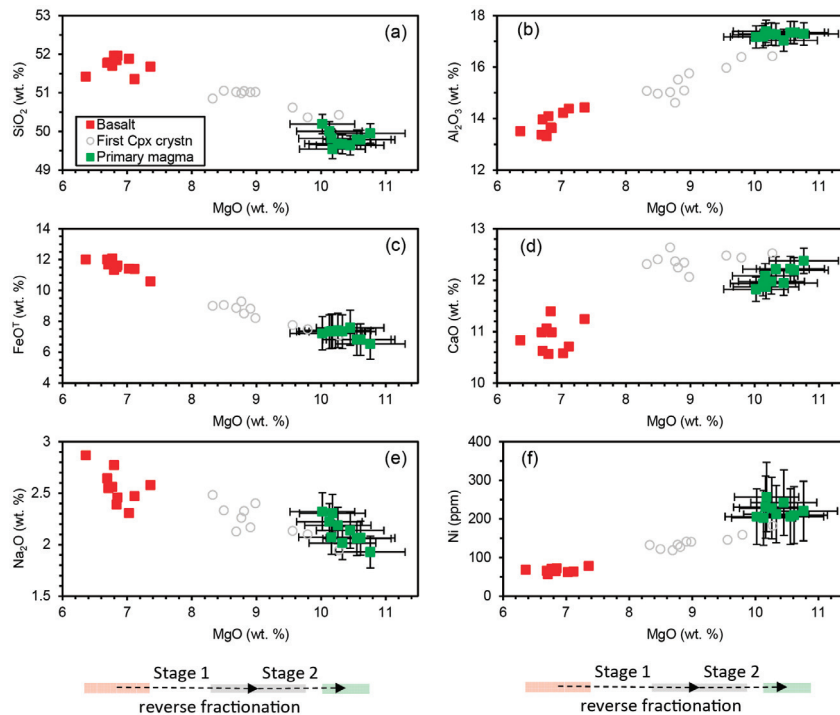 (a)
SiO₂ (wt. %)
53
52
51
50
49
Basalt
First Cpx crystn
Primary magma
6 7 8 9 10 11
MgO (wt. %)
(b)
Al₂O₃ (wt. %)
18
16
14
12
6 7 8 9 10 11
MgO (wt. %)
(c)
FeOᵀ (wt. %)
16
14
12
10
8
6
4
6 7 8 9 10 11
MgO (wt. %)
(d)
CaO (wt. %)
13
12
11
10
6 7 8 9 10 11
MgO (wt. %)
(e)
Na₂O (wt. %)
3
2.5
2
1.5
6 7 8 9 10 11
MgO (wt. %)
(f)
Ni (ppm)
400
300
200
100
0
6 7 8 9 10 11
MgO (wt. %)
Stage 1 Stage 2
reverse fractionation
Stage 1 Stage 2
reverse fractionation